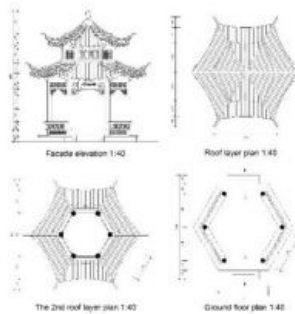 Facade elevation 1:40
Roof layer plan 1:40
The 2nd roof layer plan 1:40
Ground floor plan 1:40